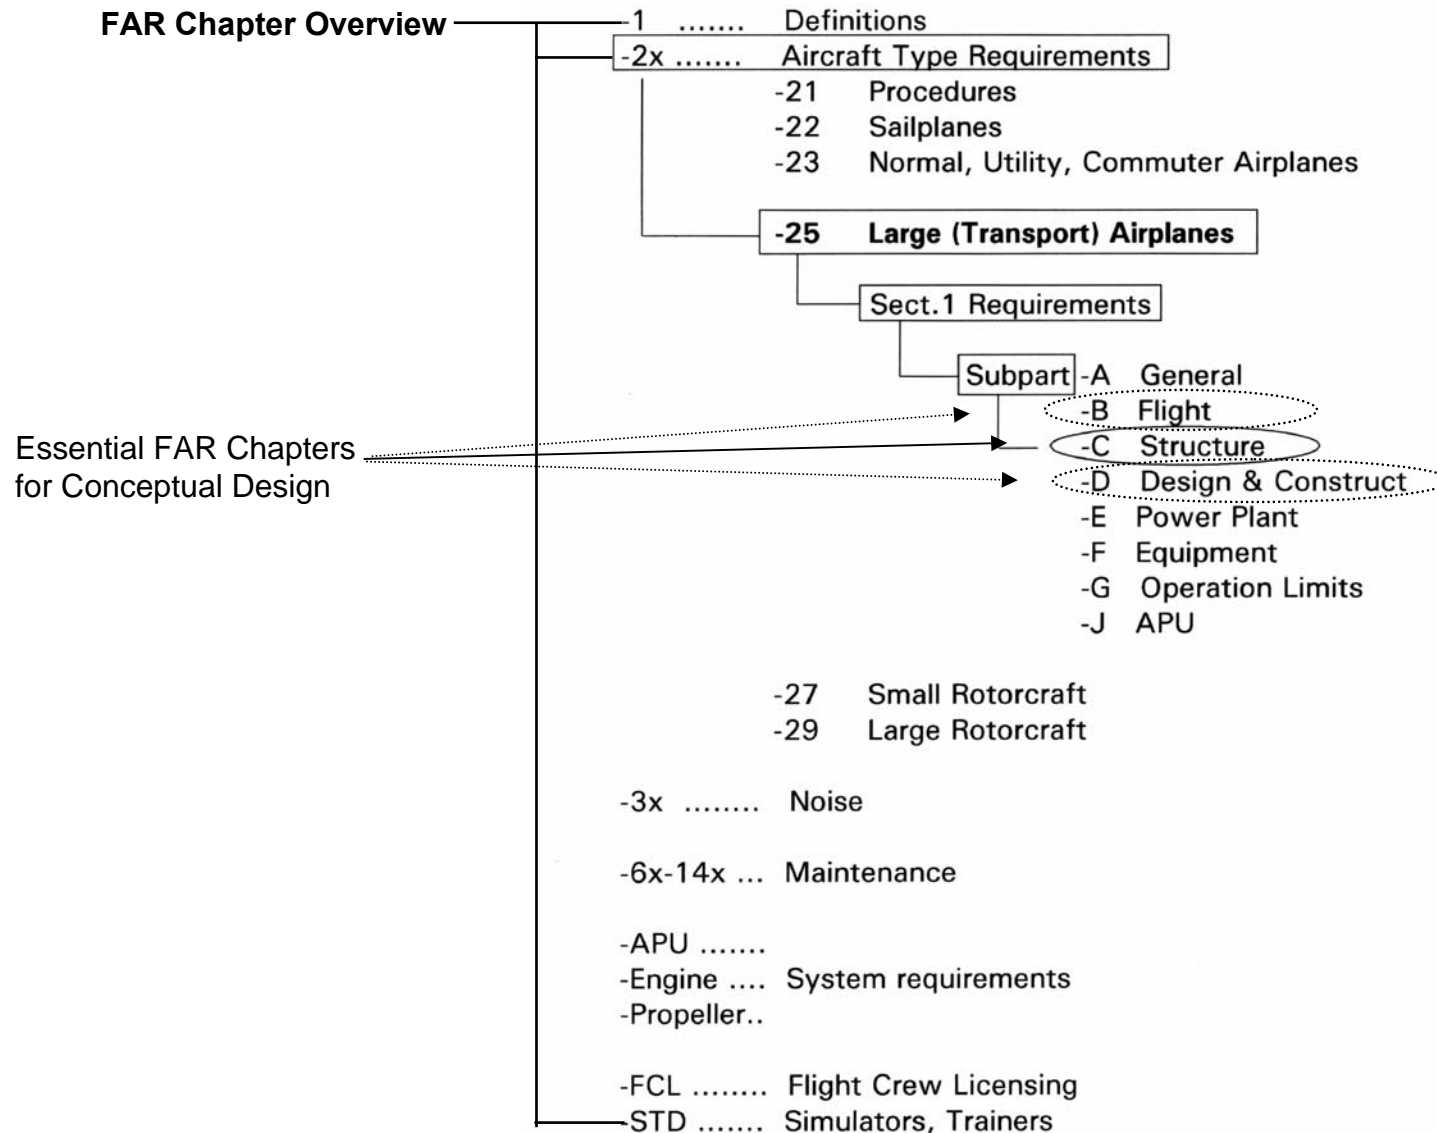 FAR Chapter Overview
-1 ....... Definitions
-2x ....... Aircraft Type Requirements
-21 Procedures
-22 Sailplanes
-23 Normal, Utility, Commuter Airplanes
-25 Large (Transport) Airplanes
Sect.1 Requirements
Subpart -A General
-B Flight
-C Structure
-D Design & Construct
-E Power Plant
-F Equipment
-G Operation Limits
-J APU
Essential FAR Chapters
for Conceptual Design
-27 Small Rotorcraft
-29 Large Rotorcraft
-3x ........ Noise
-6x-14x ... Maintenance
-APU .......
-Engine .... System requirements
-Propeller..
-FCL ........ Flight Crew Licensing
-STD ....... Simulators, Trainers